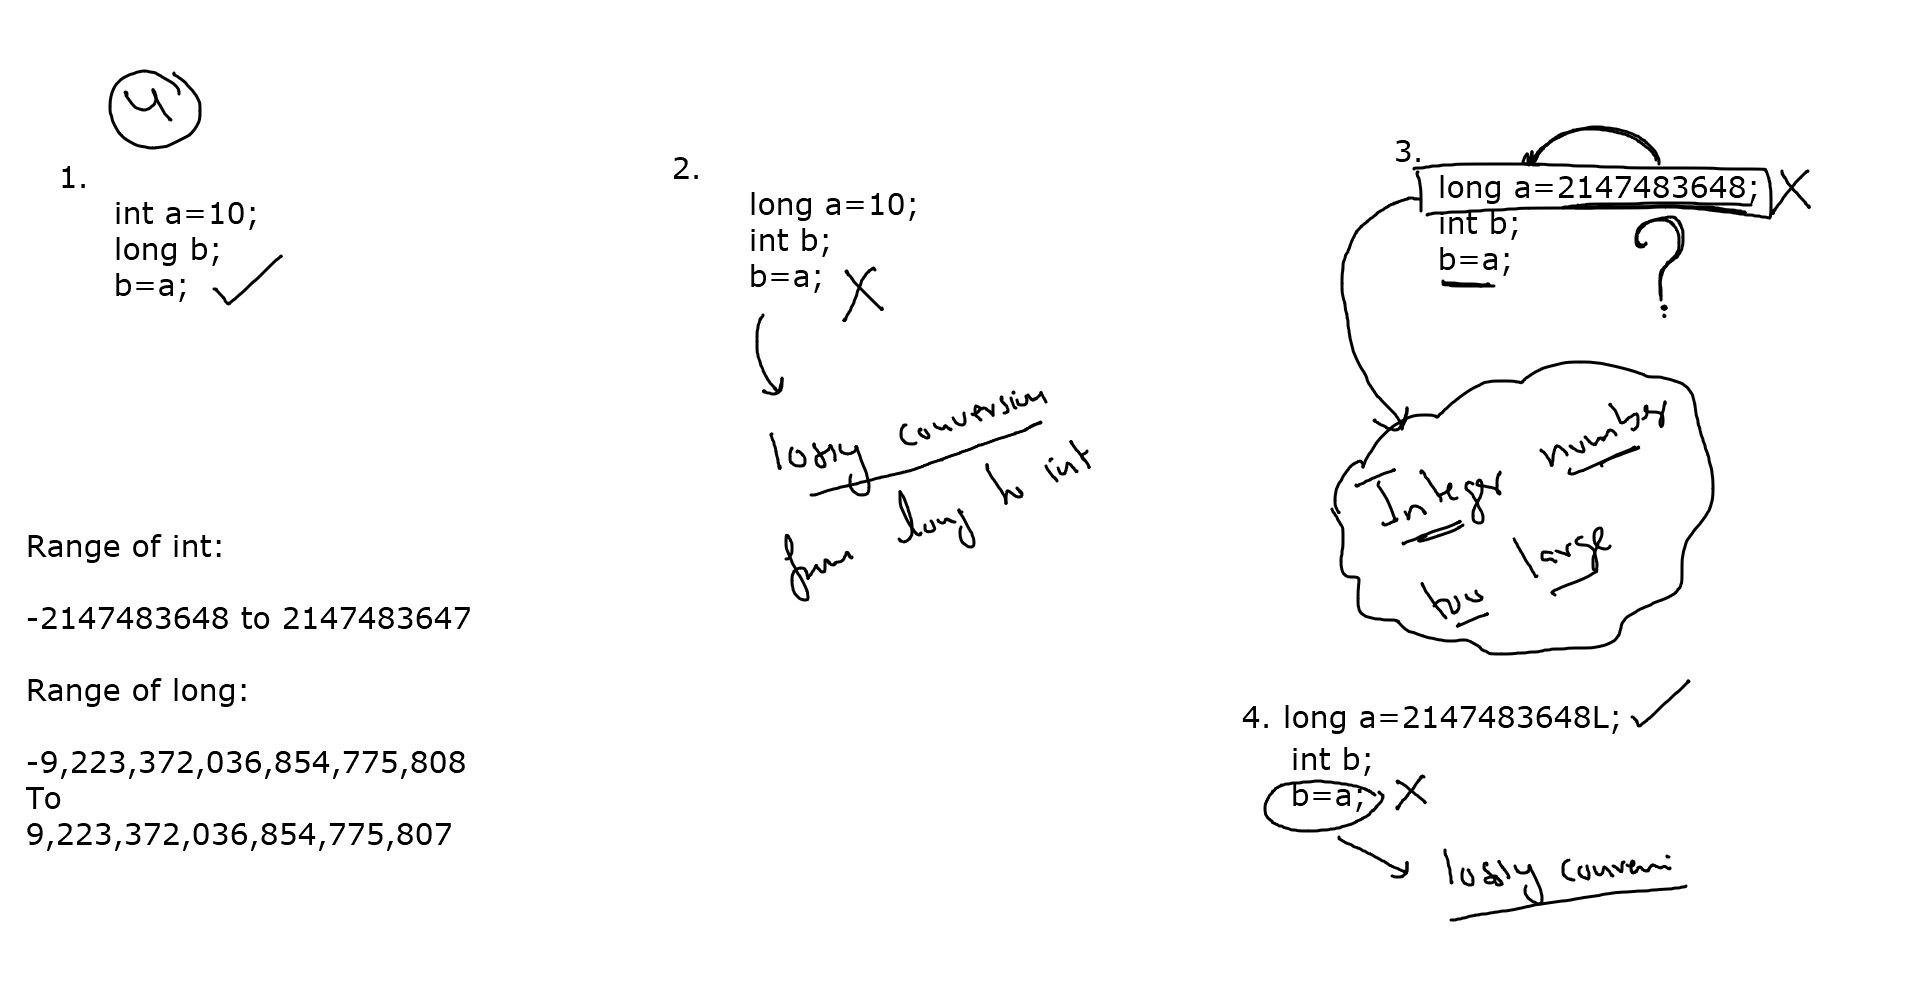 4
1.
int a=10;
long b;
b=a;
2.
long a=10;
int b;
b=a;
lossy conversion
from long to int
3.
long a=2147483648;
int b;
b=a;
?
Integer number
too large
4. long a=2147483648L;
int b;
b=a;
lossy
Range of int:
-2147483648 to 2147483647
Range of long:
-9,223,372,036,854,775,808
To
9,223,372,036,854,775,807